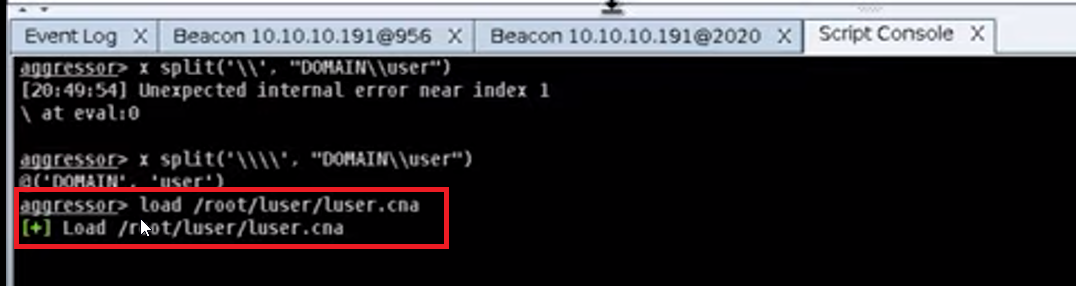 Event Log X Beacon 10.10.10.191@956 X Beacon 10.10.10.191@2020 X Script Console X
aggressor> x split('\\', "DOMAIN\\user")
[20:49:54] Unexpected internal error near index 1
\ at eval:0
aggressor> x split('\\\\', "DOMAIN\\user")
@('DOMAIN', 'user')
aggressor> load /root/luser/luser.cna
[+] Load /root/luser/luser.cna